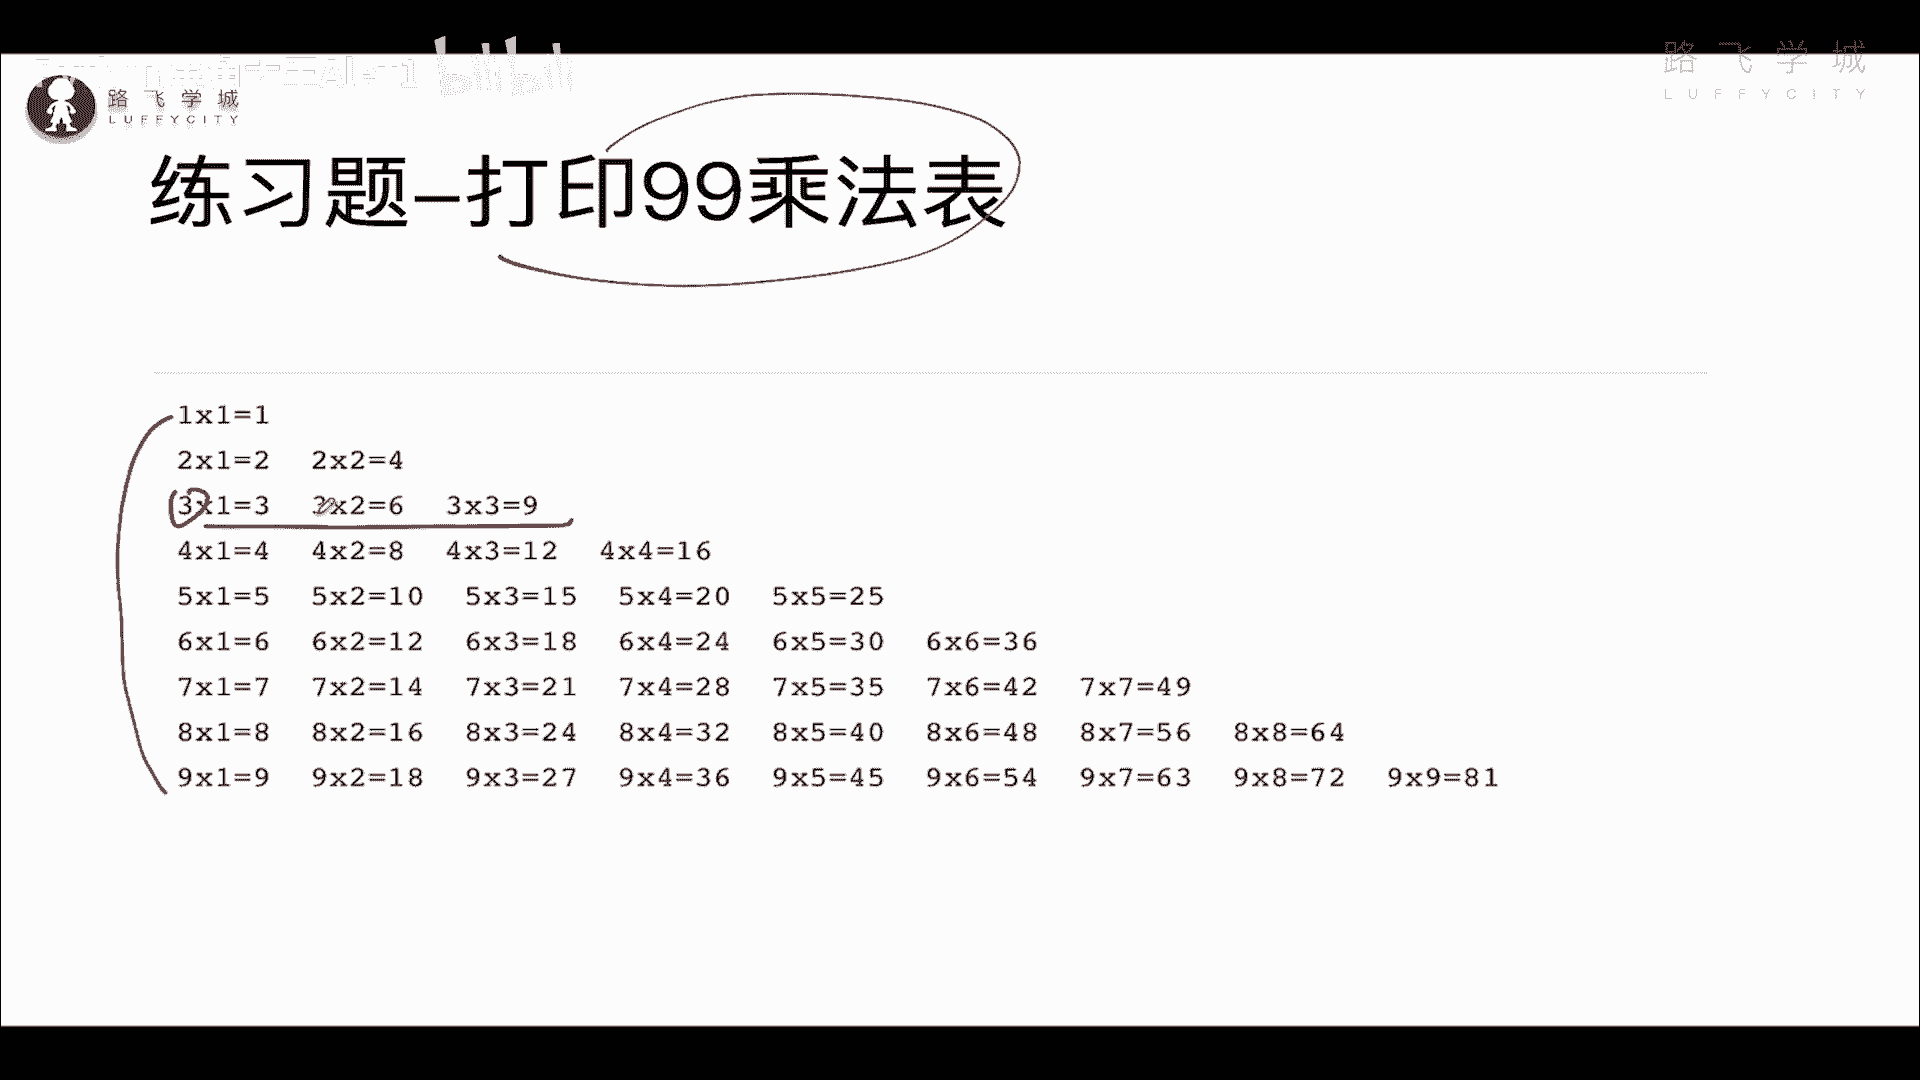 路飞学城
LUFFYCITY
路飞学城
LUFFYCITY
练习题-打印99乘法表
1x1=1 2x1=2 2x2=4
3x1=3 3x2=6 3x3=9
4x1=4 4x2=8 4x3=12 4x4=16
5x1=5 5x2=10 5x3=15 5x4=20 5x5=25
6x1=6 6x2=12 6x3=18 6x4=24 6x5=30 6x6=36
7x1=7 7x2=14 7x3=21 7x4=28 7x5=35 7x6=42 7x7=49
8x1=8 8x2=16 8x3=24 8x4=32 8x5=40 8x6=48 8x7=56 8x8=64
9x1=9 9x2=18 9x3=27 9x4=36 9x5=45 9x6=54 9x7=63 9x8=72 9x9=81